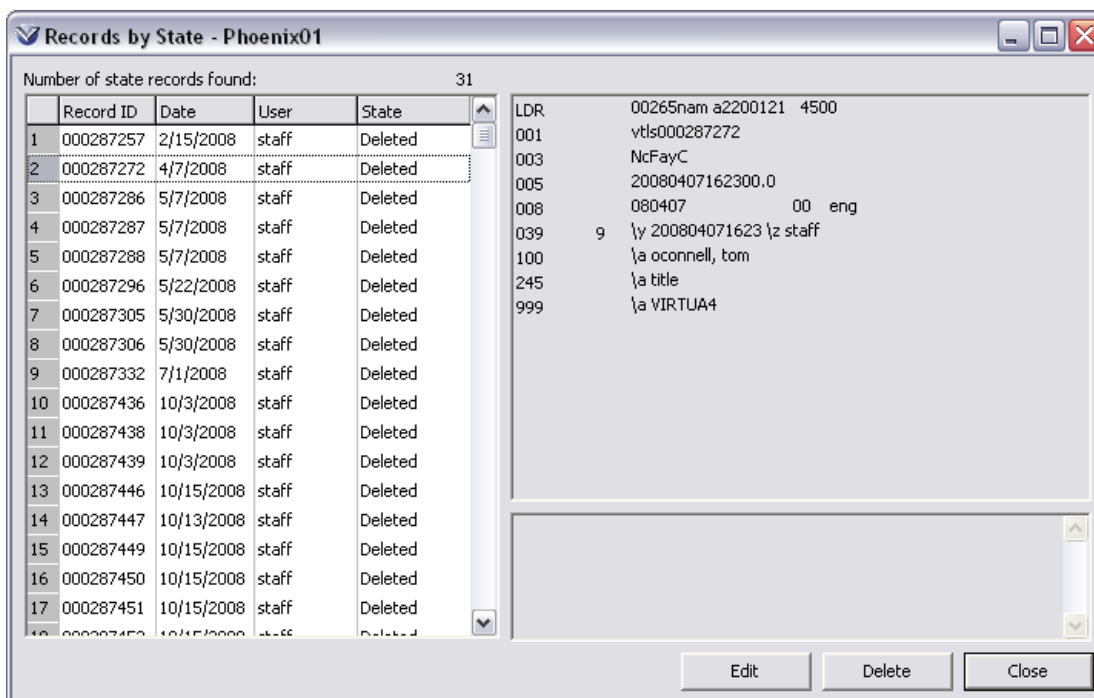 Records by State - Phoenix01
Number of state records found: 31
Record ID Date User State
1 000287257 2/15/2008 staff Deleted
2 000287272 4/7/2008 staff Deleted
3 000287286 5/7/2008 staff Deleted
4 000287287 5/7/2008 staff Deleted
5 000287288 5/7/2008 staff Deleted
6 000287296 5/22/2008 staff Deleted
7 000287305 5/30/2008 staff Deleted
8 000287306 5/30/2008 staff Deleted
9 000287332 7/1/2008 staff Deleted
10 000287436 10/3/2008 staff Deleted
11 000287438 10/3/2008 staff Deleted
12 000287439 10/3/2008 staff Deleted
13 000287446 10/15/2008 staff Deleted
14 000287447 10/13/2008 staff Deleted
15 000287449 10/15/2008 staff Deleted
16 000287450 10/15/2008 staff Deleted
17 000287451 10/15/2008 staff Deleted
LDR 00265nam a2200121 4500
001 vtls000287272
003 NcFayC
005 20080407162300.0
008 080407 00 eng
039 9 \y 200804071623 \z staff
100 \a oconnell, tom
245 \a title
999 \a VIRTUA4
Edit Delete Close